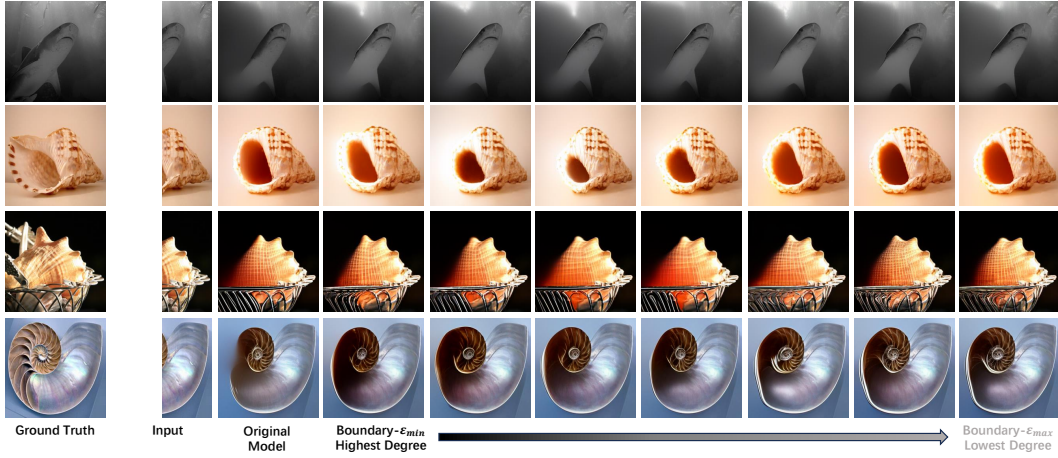 Ground Truth
Input
Original
Model
Boundary-ε_min
Highest Degree
Boundary-ε_max
Lowest Degree